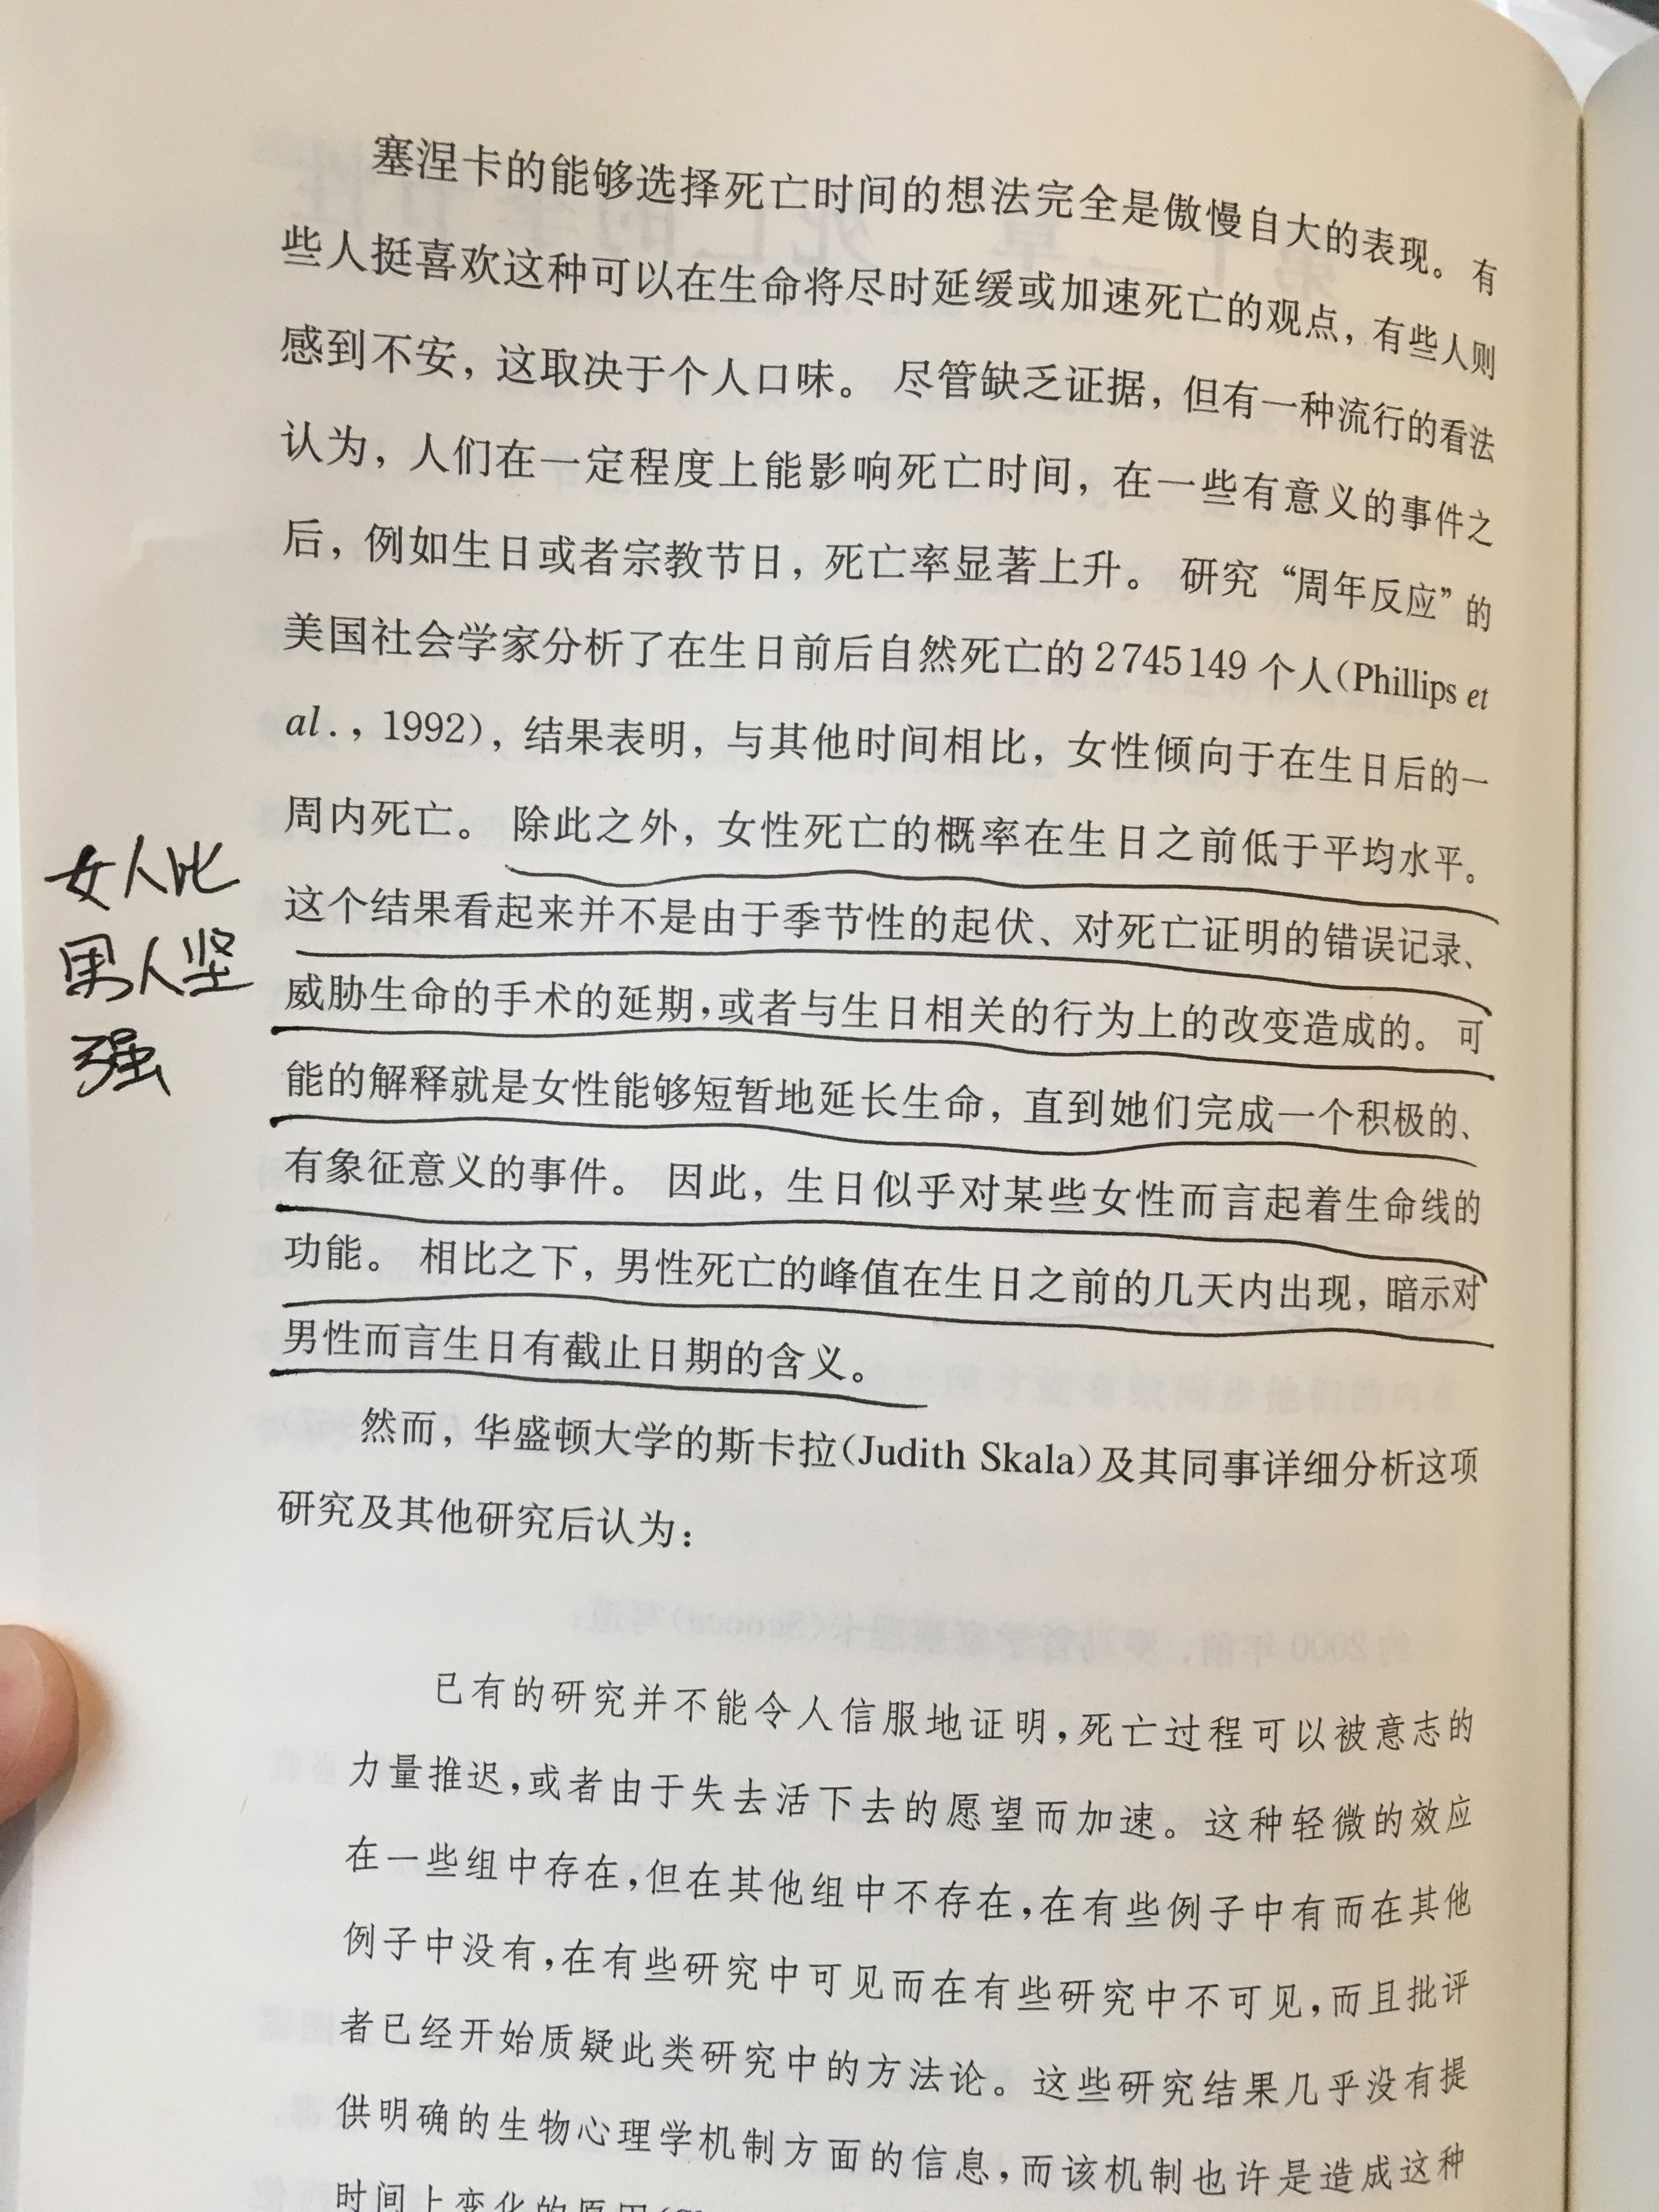 塞涅卡的能够选择死亡时间的想法完全是傲慢自大的表现。有
些人挺喜欢这种可以在生命将尽时延缓或加速死亡的观点，有些人则
感到不安，这取决于个人口味。尽管缺乏证据，但有一种流行的看法
认为，人们在一定程度上能影响死亡时间，在一些有意义的事件之
后，例如生日或者宗教节日，死亡率显著上升。研究“周年反应”的
美国社会学家分析了在生日前后自然死亡的2745149个人(Phillips et
al., 1992)，结果表明，与其他时间相比，女性倾向于在生日后的一
周内死亡。除此之外，女性死亡的概率在生日之前低于平均水平。
这个结果看起来并不是由于季节性的起伏、对死亡证明的错误记录、
威胁生命的手术的延期，或者与生日相关的行为上的改变造成的。可
能的解释就是女性能够短暂地延长生命，直到她们完成一个积极的、
有象征意义的事件。因此，生日似乎对某些女性而言起着生命线的
功能。相比之下，男性死亡的峰值在生日之前的几天内出现，暗示对
男性而言生日有截止日期的含义。
女人比
男人坚
强
然而，华盛顿大学的斯卡拉(Judith Skala)及其同事详细分析这项
研究及其他研究后认为：
已有的研究并不能令人信服地证明，死亡过程可以被意志的
力量推迟，或者由于失去活下去的愿望而加速。这种轻微的效应
在一些组中存在，但在其他组中不存在，在有些例子中有而在其他
例子中没有，在有些研究中可见而在有些研究中不可见，而且批评
者已经开始质疑此类研究中的方法论。这些研究结果几乎没有提
供明确的生物心理学机制方面的信息，而该机制也许是造成这种
时间上变化的原因